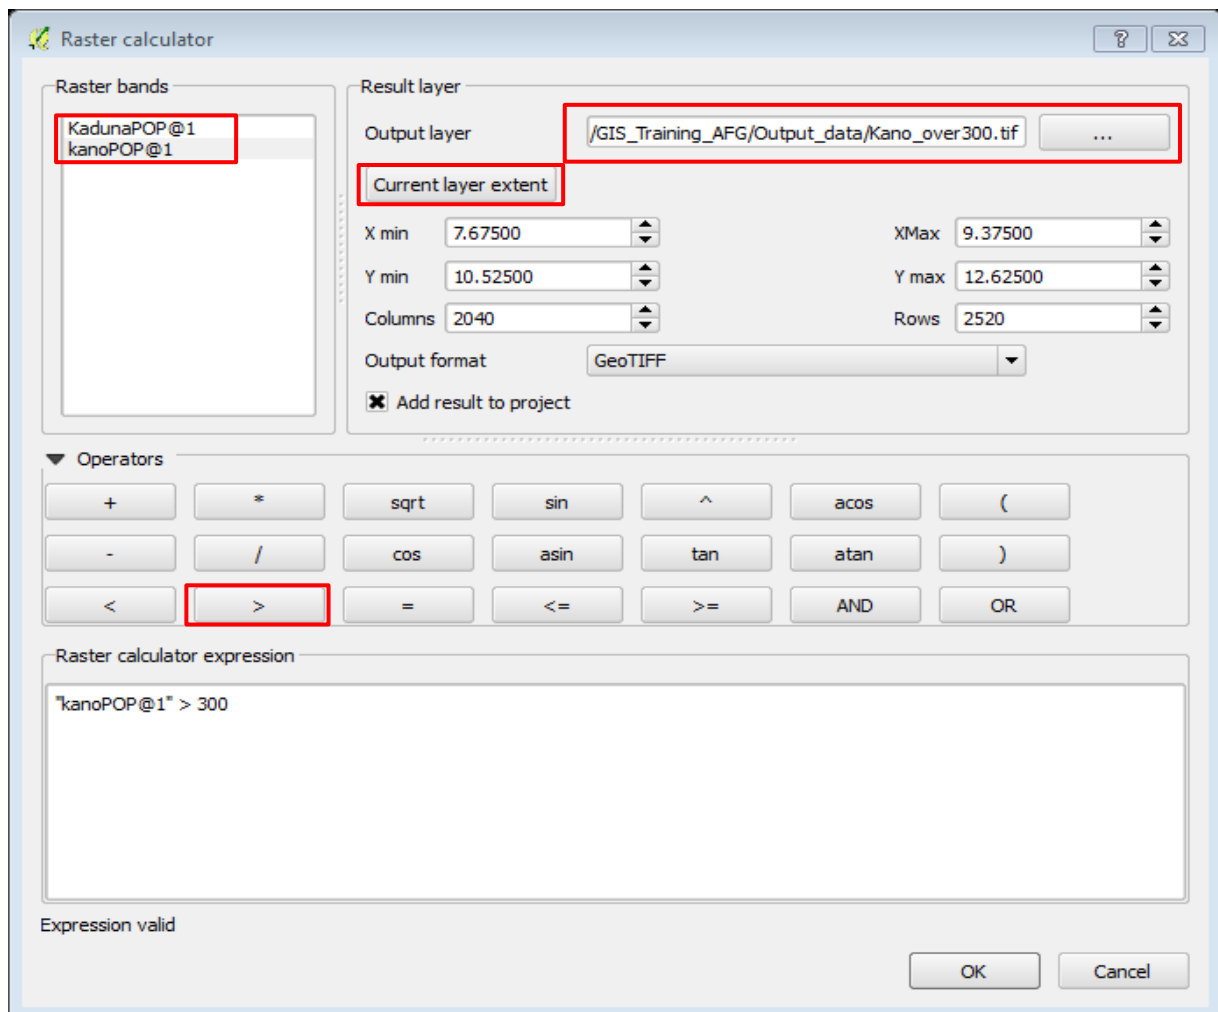 Raster calculator
Raster bands
KadunaPOP@1
kanoPOP@1
Result layer
Output layer /GIS_Training_AFG/Output_data/Kano_over300.tif ...
Current layer extent
X min 7.67500 XMax 9.37500
Y min 10.52500 Y max 12.62500
Columns 2040 Rows 2520
Output format GeoTIFF
Add result to project
Operators
+ * sqrt sin ^ acos (
- / cos asin tan atan )
< > = <= >= AND OR
Raster calculator expression
"kanoPOP@1" > 300
Expression valid
OK Cancel